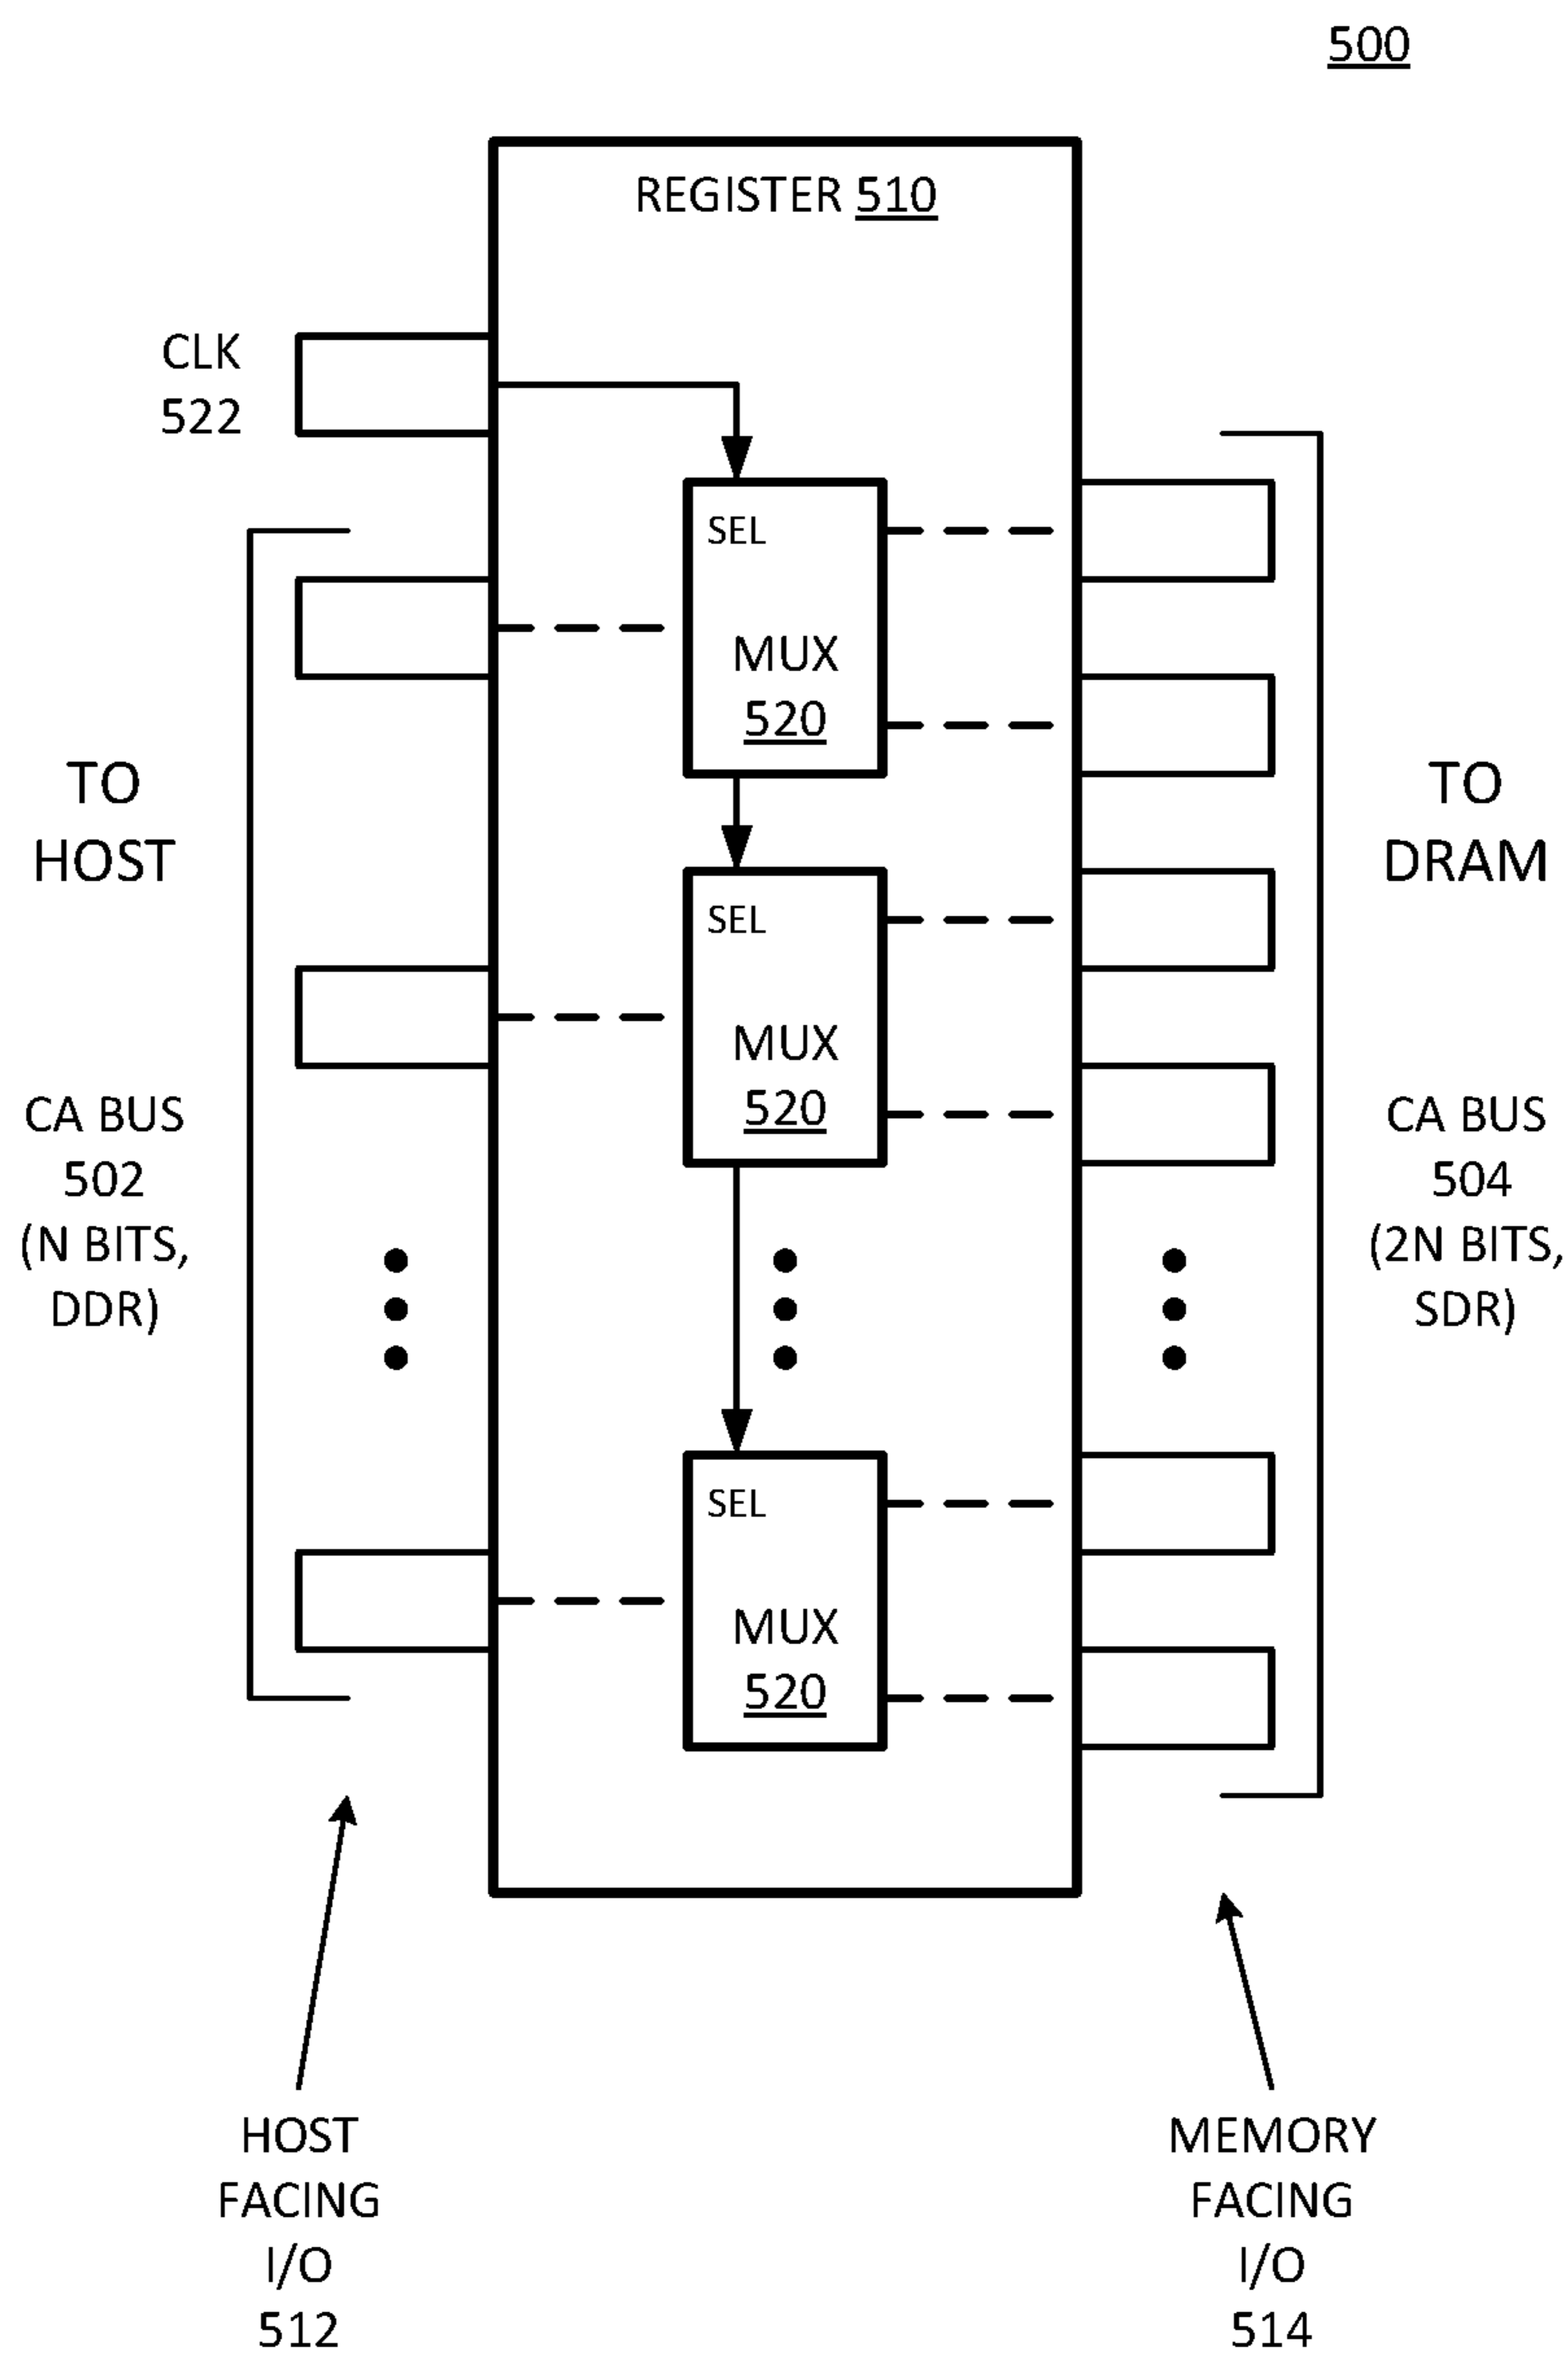 500
REGISTER 510
CLK
522
SEL
MUX
520
TO
HOST
TO
DRAM
SEL
MUX
520
CA BUS
502
(N BITS,
DDR)
CA BUS
504
(2N BITS,
SDR)
SEL
MUX
520
HOST
FACING
I/O
512
MEMORY
FACING
I/O
514